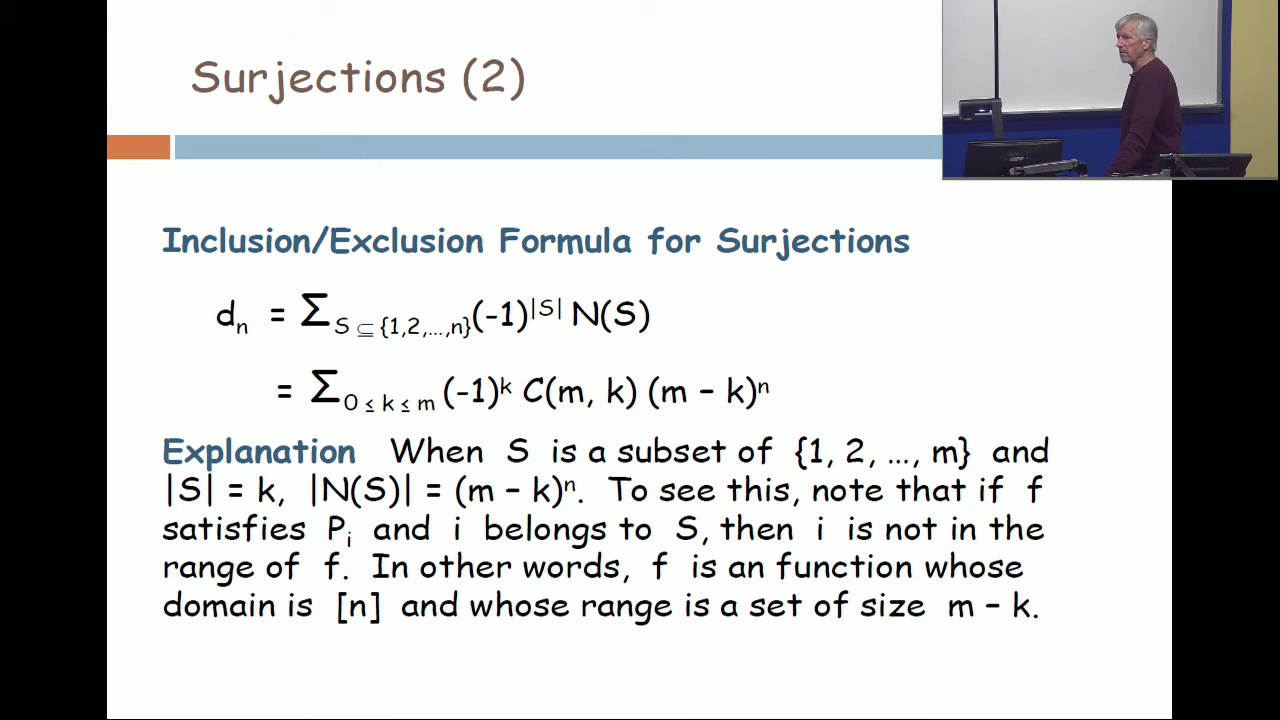 Surjections (2)
Inclusion/Exclusion Formula for Surjections
dₙ = Σ S ⊆ {1,2,...,n} (-1)^|S| N(S)
= Σ 0 ≤ k ≤ m (-1)^k C(m, k) (m – k)^n
Explanation When S is a subset of {1, 2, ..., m} and
|S| = k, |N(S)| = (m – k)^n. To see this, note that if f
satisfies Pᵢ and i belongs to S, then i is not in the
range of f. In other words, f is an function whose
domain is [n] and whose range is a set of size m – k.